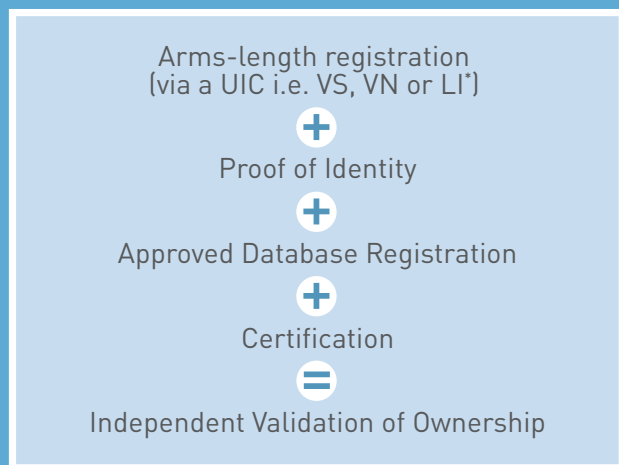 Arms-length registration
(via a UIC i.e. VS, VN or LI*)
+
Proof of Identity
+
Approved Database Registration
+
Certification
=
Independent Validation of Ownership